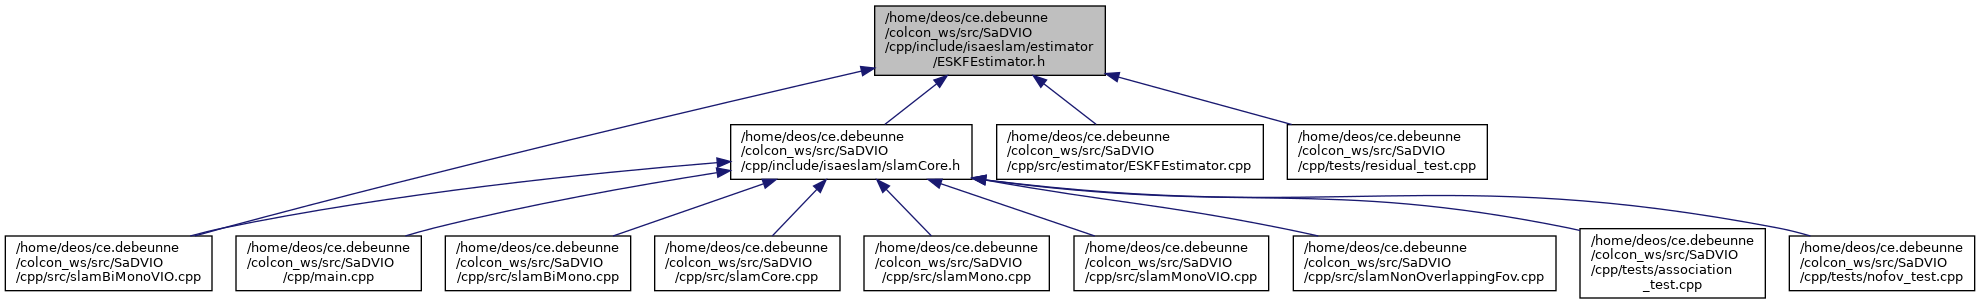 /home/deos/ce.debeunne
/colcon_ws/src/SaDVIO
/cpp/include/isaeslam/estimator
/ESKFEstimator.h
/home/deos/ce.debeunne
/colcon_ws/src/SaDVIO
/cpp/include/isaeslam/slamCore.h
/home/deos/ce.debeunne
/colcon_ws/src/SaDVIO
/cpp/src/estimator/ESKFEstimator.cpp
/home/deos/ce.debeunne
/colcon_ws/src/SaDVIO
/cpp/tests/residual_test.cpp
/home/deos/ce.debeunne
/colcon_ws/src/SaDVIO
/cpp/src/slamBiMonoVIO.cpp
/home/deos/ce.debeunne
/colcon_ws/src/SaDVIO
/cpp/main.cpp
/home/deos/ce.debeunne
/colcon_ws/src/SaDVIO
/cpp/src/slamBiMono.cpp
/home/deos/ce.debeunne
/colcon_ws/src/SaDVIO
/cpp/src/slamCore.cpp
/home/deos/ce.debeunne
/colcon_ws/src/SaDVIO
/cpp/src/slamMono.cpp
/home/deos/ce.debeunne
/colcon_ws/src/SaDVIO
/cpp/src/slamMonoVIO.cpp
/home/deos/ce.debeunne
/colcon_ws/src/SaDVIO
/cpp/src/slamNonOverlappingFov.cpp
/home/deos/ce.debeunne
/colcon_ws/src/SaDVIO
/cpp/tests/association
_test.cpp
/home/deos/ce.debeunne
/colcon_ws/src/SaDVIO
/cpp/tests/nofov_test.cpp